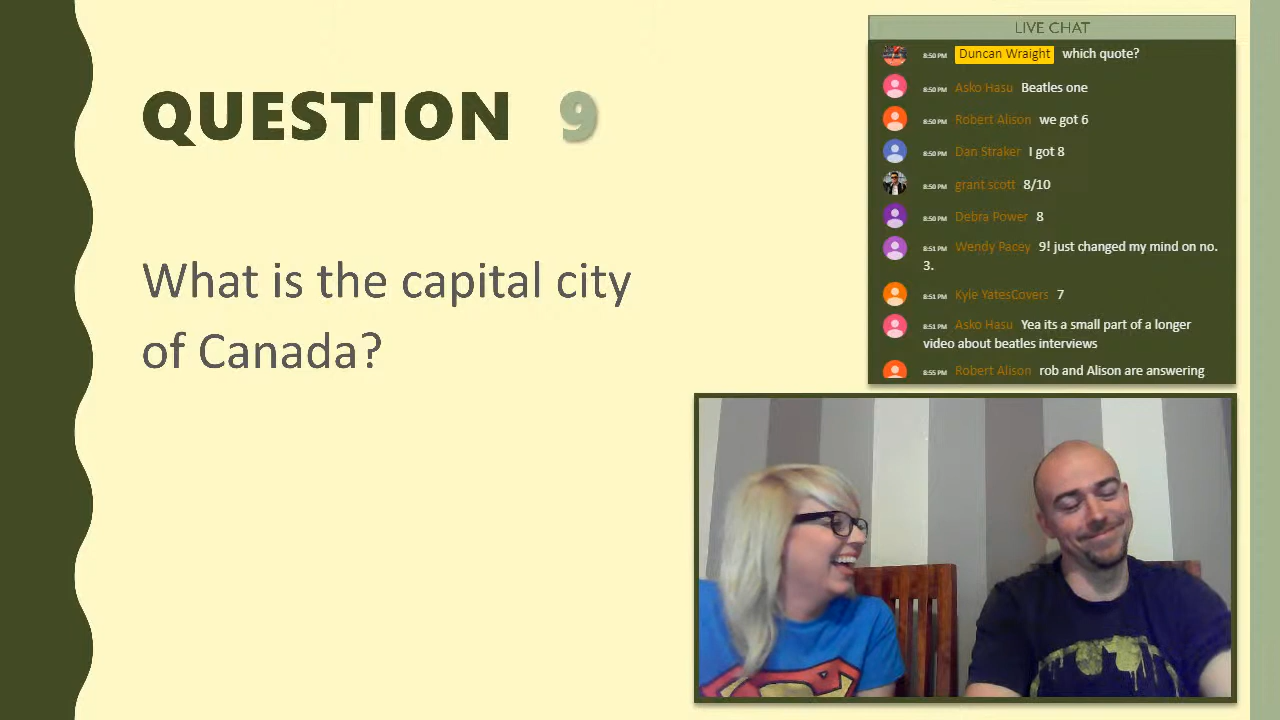 QUESTION 9
What is the capital city
of Canada?
LIVE CHAT
8:50 PM Duncan Wraight which quote?
8:50 PM Asko Hasu Beatles one
8:50 PM Robert Alison we got 6
8:50 PM Dan Straker I got 8
8:50 PM grant scott 8/10
8:50 PM Debra Power 8
8:51 PM Wendy Pacey 9! just changed my mind on no.
3.
8:51 PM Kyle YatesCovers 7
8:51 PM Asko Hasu Yea its a small part of a longer
video about beatles interviews
8:55 PM Robert Alison rob and Alison are answering